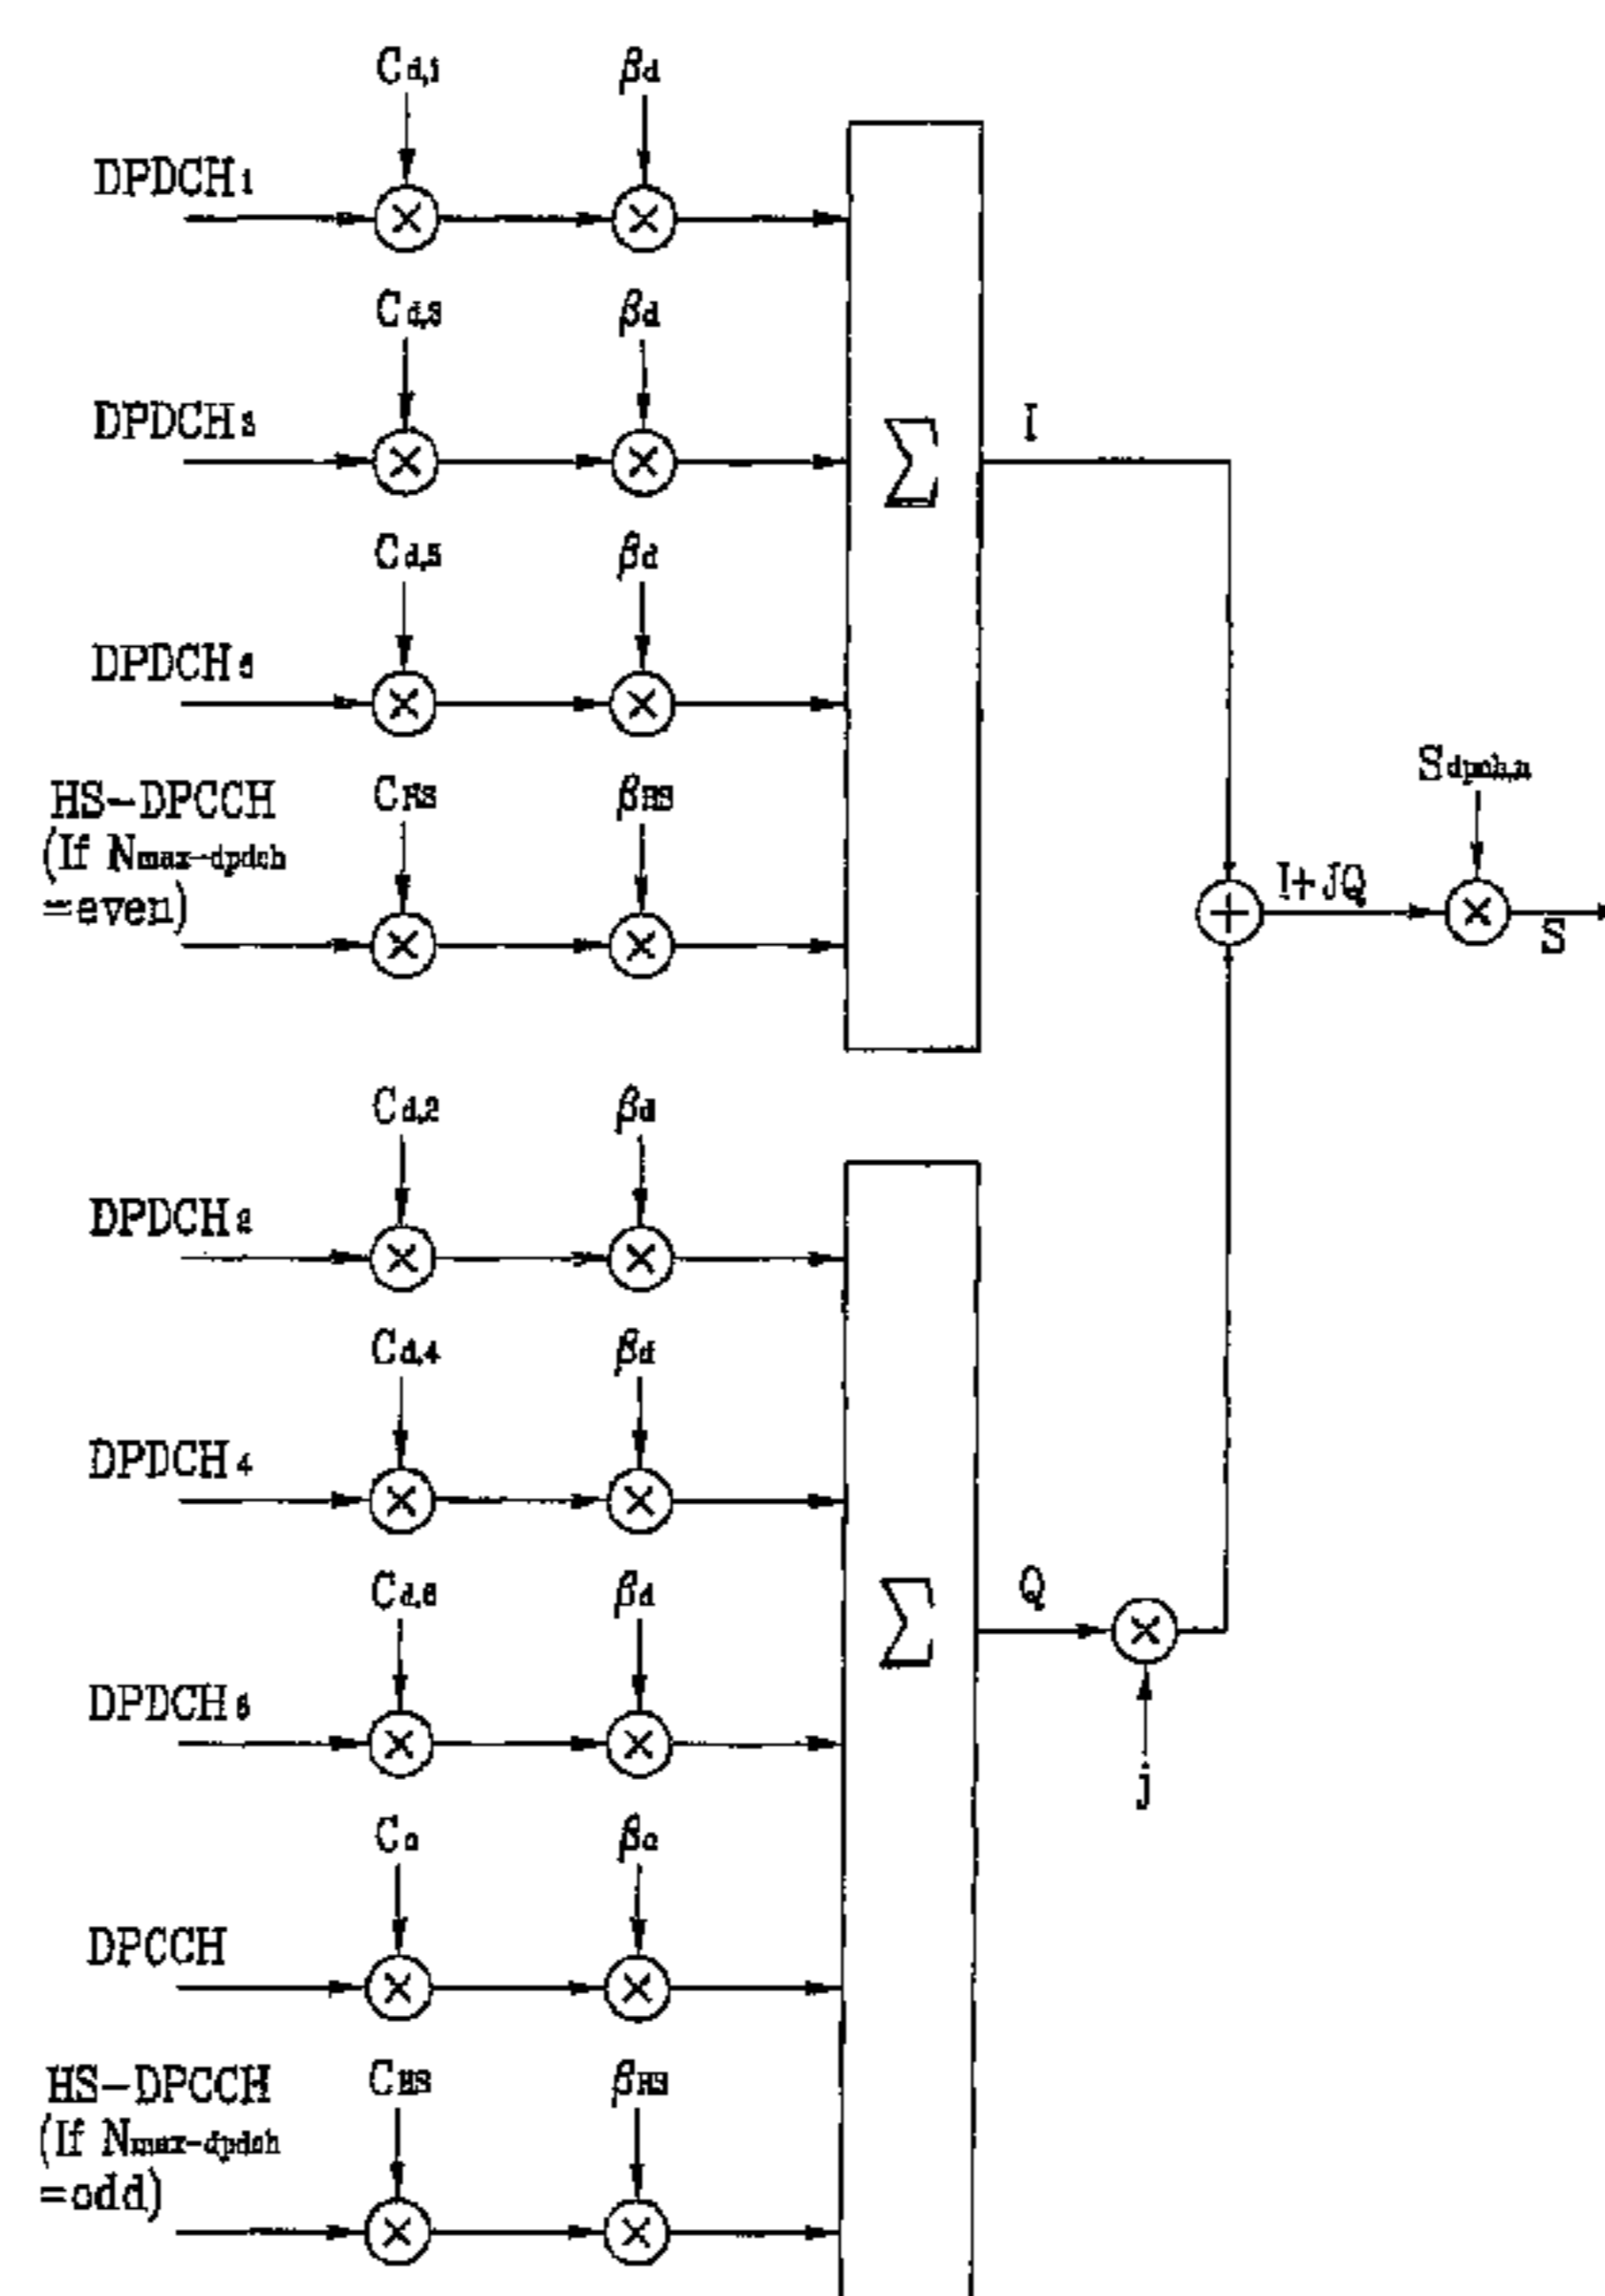 Cd,1 βd
DPDCH1
Cd,3 βd
DPDCH3
Σ
I
Cd,5 βd
DPDCH5
HS-DPCCH
(If Nmax-dpdch
=even)
CHS βHS
Sdpch,n
I+JQ
S
Cd,2 βd
DPDCH2
Cd,4 βd
DPDCH4
Cd,6 βd
Σ
Q
DPDCH6
j
Cc βc
DPCCH
HS-DPCCH
(If Nmax-dpdch
=odd)
CHS βHS